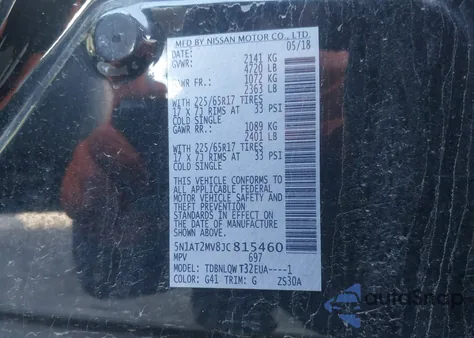 MFD BY NISSAN MOTOR CO., LTD.
DATE: 05/18
GVWR: 2141 KG
4720 LB
GAWR FR: 1072 KG
2363 LB
WITH 225/65R17 TIRES
17 X 7J RIMS AT 33 PSI
COLD SINGLE
GAWR RR: 1089 KG
2401 LB
WITH 225/65R17 TIRES
17 X 7J RIMS AT 33 PSI
COLD SINGLE
THIS VEHICLE CONFORMS TO
ALL APPLICABLE FEDERAL
MOTOR VEHICLE SAFETY AND
THEFT PREVENTION
STANDARDS IN EFFECT ON THE
DATE OF MANUFACTURE
SHOWN ABOVE.
5N1AT2MV8JC815460
MPV 697
MODEL: TDBNLQW T32EUA----1
COLOR: G41 TRIM: G ZS30A
autosnap